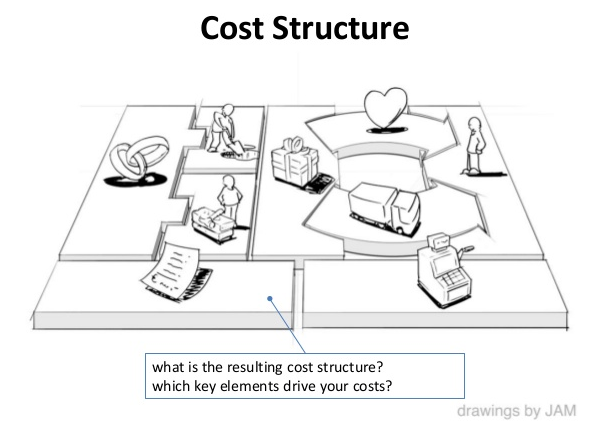 Cost Structure
what is the resulting cost structure?
which key elements drive your costs?
drawings by JAM